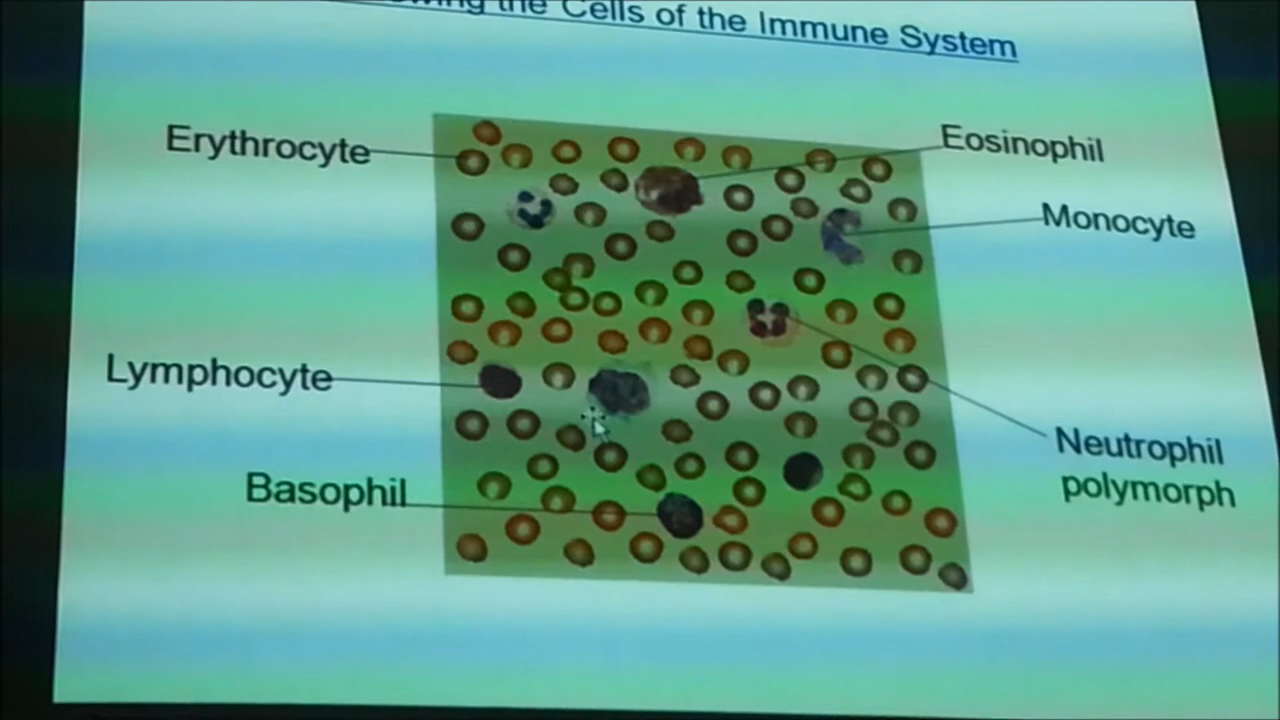 the Cells of the Immune System
Erythrocyte
Eosinophil
Monocyte
Lymphocyte
Neutrophil
polymorph
Basophil